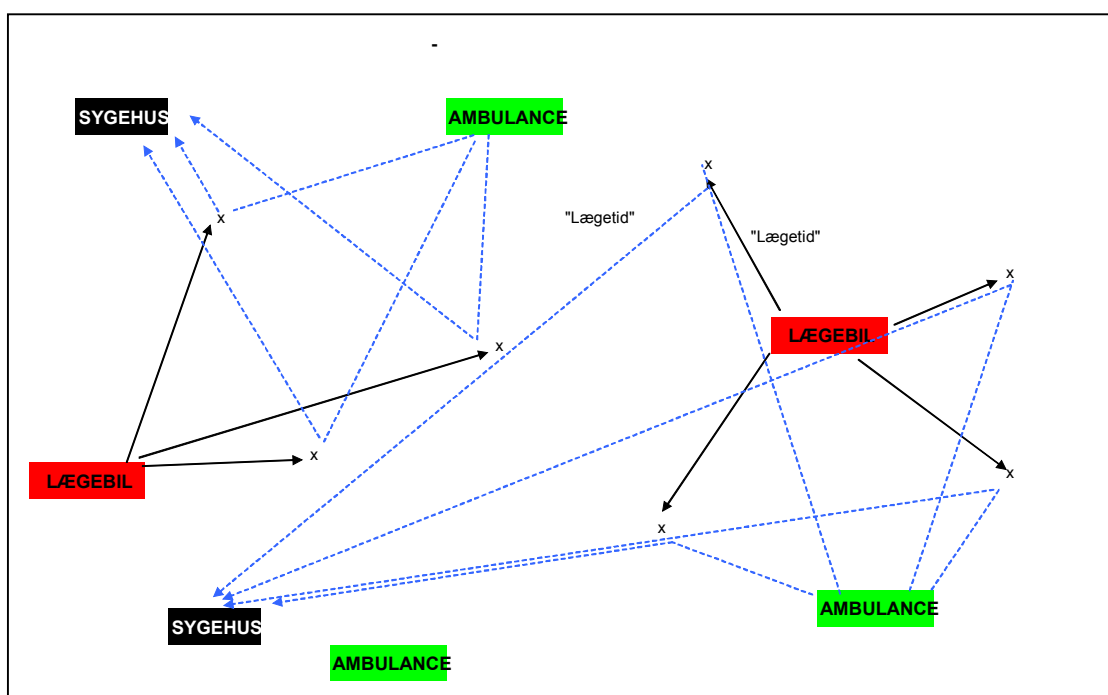 -
SYGEHUS
AMBULANCE
x
x
"Lægetid"
"Lægetid"
x
LÆGEBIL
x
x
LÆGEBIL
x
x
AMBULANCE
SYGEHUS
AMBULANCE